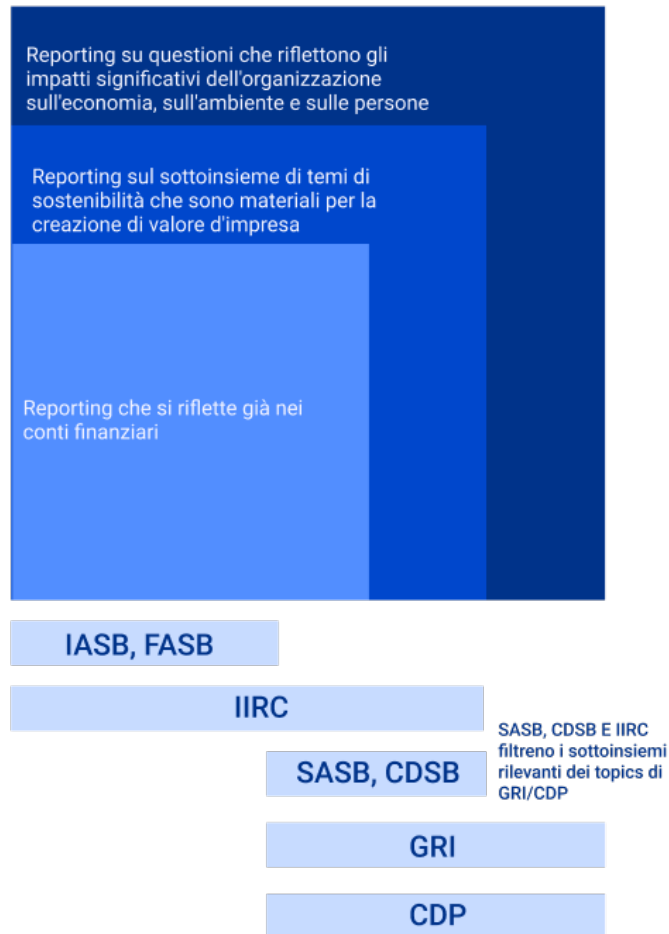 Reporting su questioni che riflettono gli
impatti significativi dell'organizzazione
sull'economia, sull'ambiente e sulle persone
Reporting sul sottoinsieme di temi di
sostenibilità che sono materiali per la
creazione di valore d'impresa
Reporting che si riflette già nei
conti finanziari
IASB, FASB
IIRC
SASB, CDSB
SASB, CDSB E IIRC
filtreno i sottoinsiemi
rilevanti dei topics di
GRI/CDP
GRI
CDP